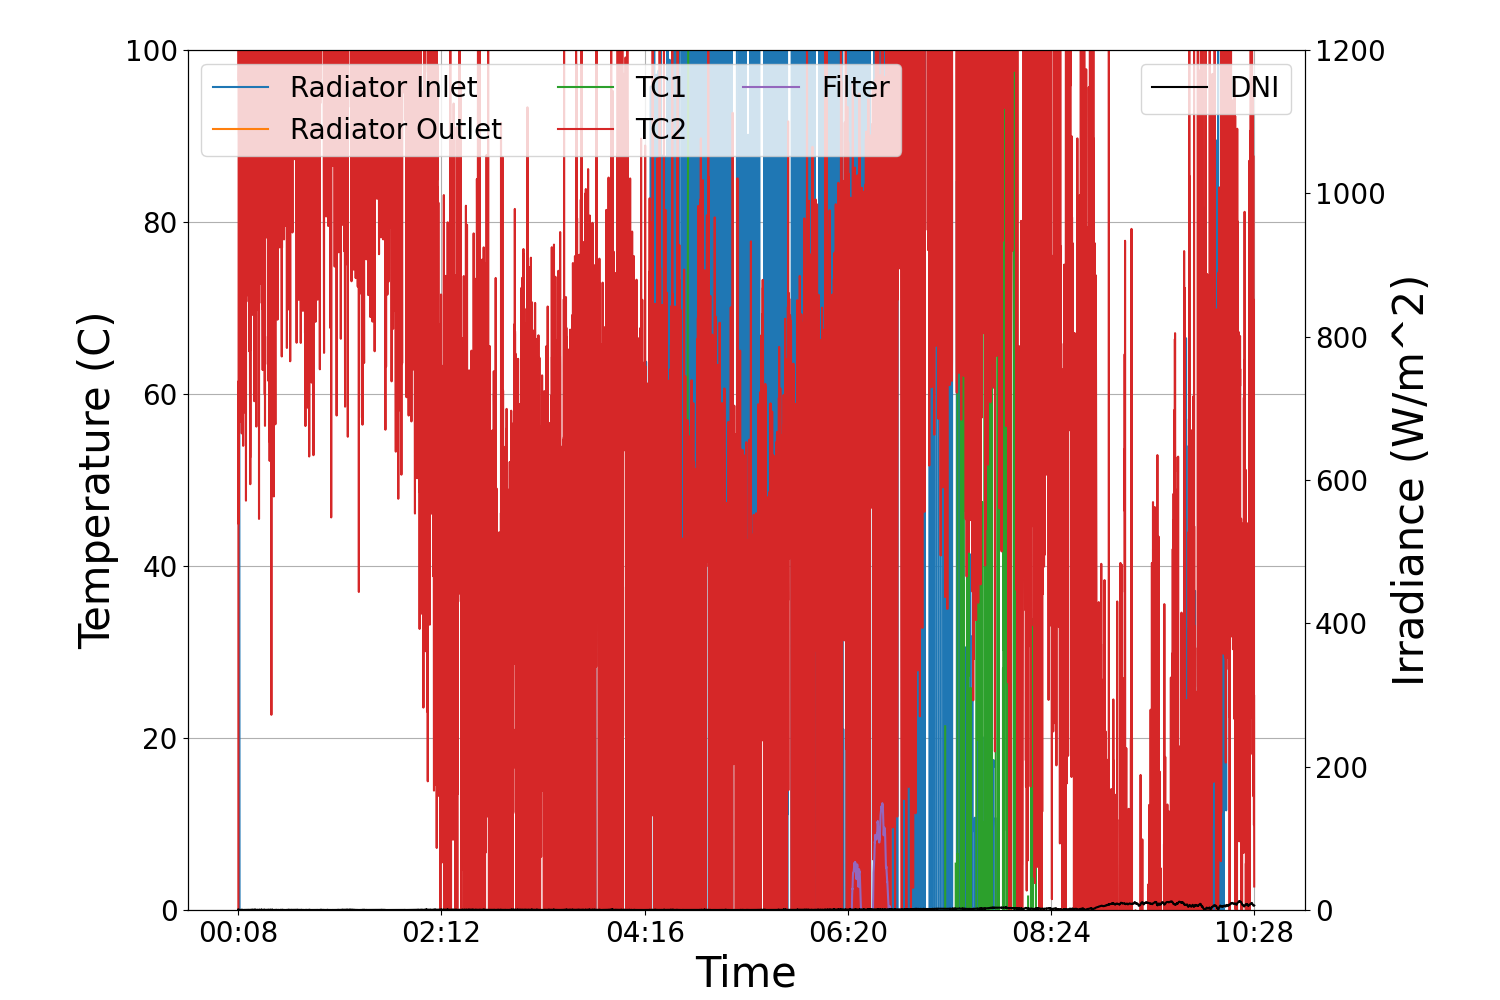 Radiator Inlet
Radiator Outlet
TC1
TC2
Filter
DNI
Temperature (C)
100
80
60
40
20
0
Irradiance (W/m^2)
1200
1000
800
600
400
200
0
00:08 02:12 04:16 06:20 08:24 10:28
Time